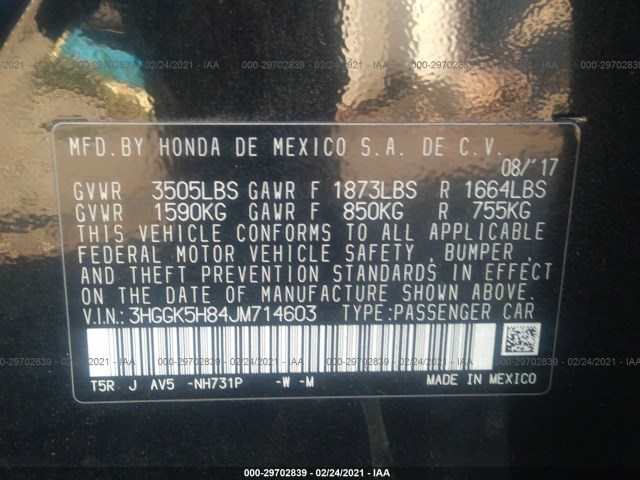 000-29702839 - 02/24/2021 - IAA
MFD.BY HONDA DE MEXICO S.A. DE C.V.
08/'17
GVWR 3505LBS GAWR F 1873LBS R 1664LBS
GVWR 1590KG GAWR F 850KG R 755KG
THIS VEHICLE CONFORMS TO ALL APPLICABLE
FEDERAL MOTOR VEHICLE SAFETY , BUMPER ,
AND THEFT PREVENTION STANDARDS IN EFFECT
ON THE DATE OF MANUFACTURE SHOWN ABOVE.
V.I.N.:3HGGK5H84JM714603 TYPE:PASSENGER CAR
T5R J AV5 -NH731P -W -M MADE IN MEXICO
000-29702839 - 02/24/2021 - IAA